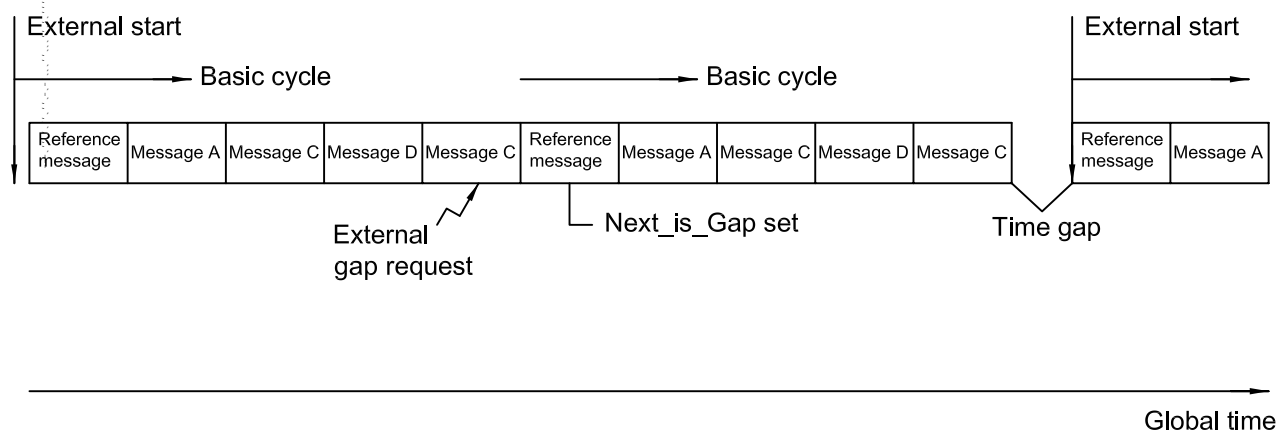 External start
External start
Basic cycle
Basic cycle
Reference
message
Message A
Message C
Message D
Message C
Reference
message
Message A
Message C
Message D
Message C
Reference
message
Message A
External
gap request
Next_is_Gap set
Time gap
Global time